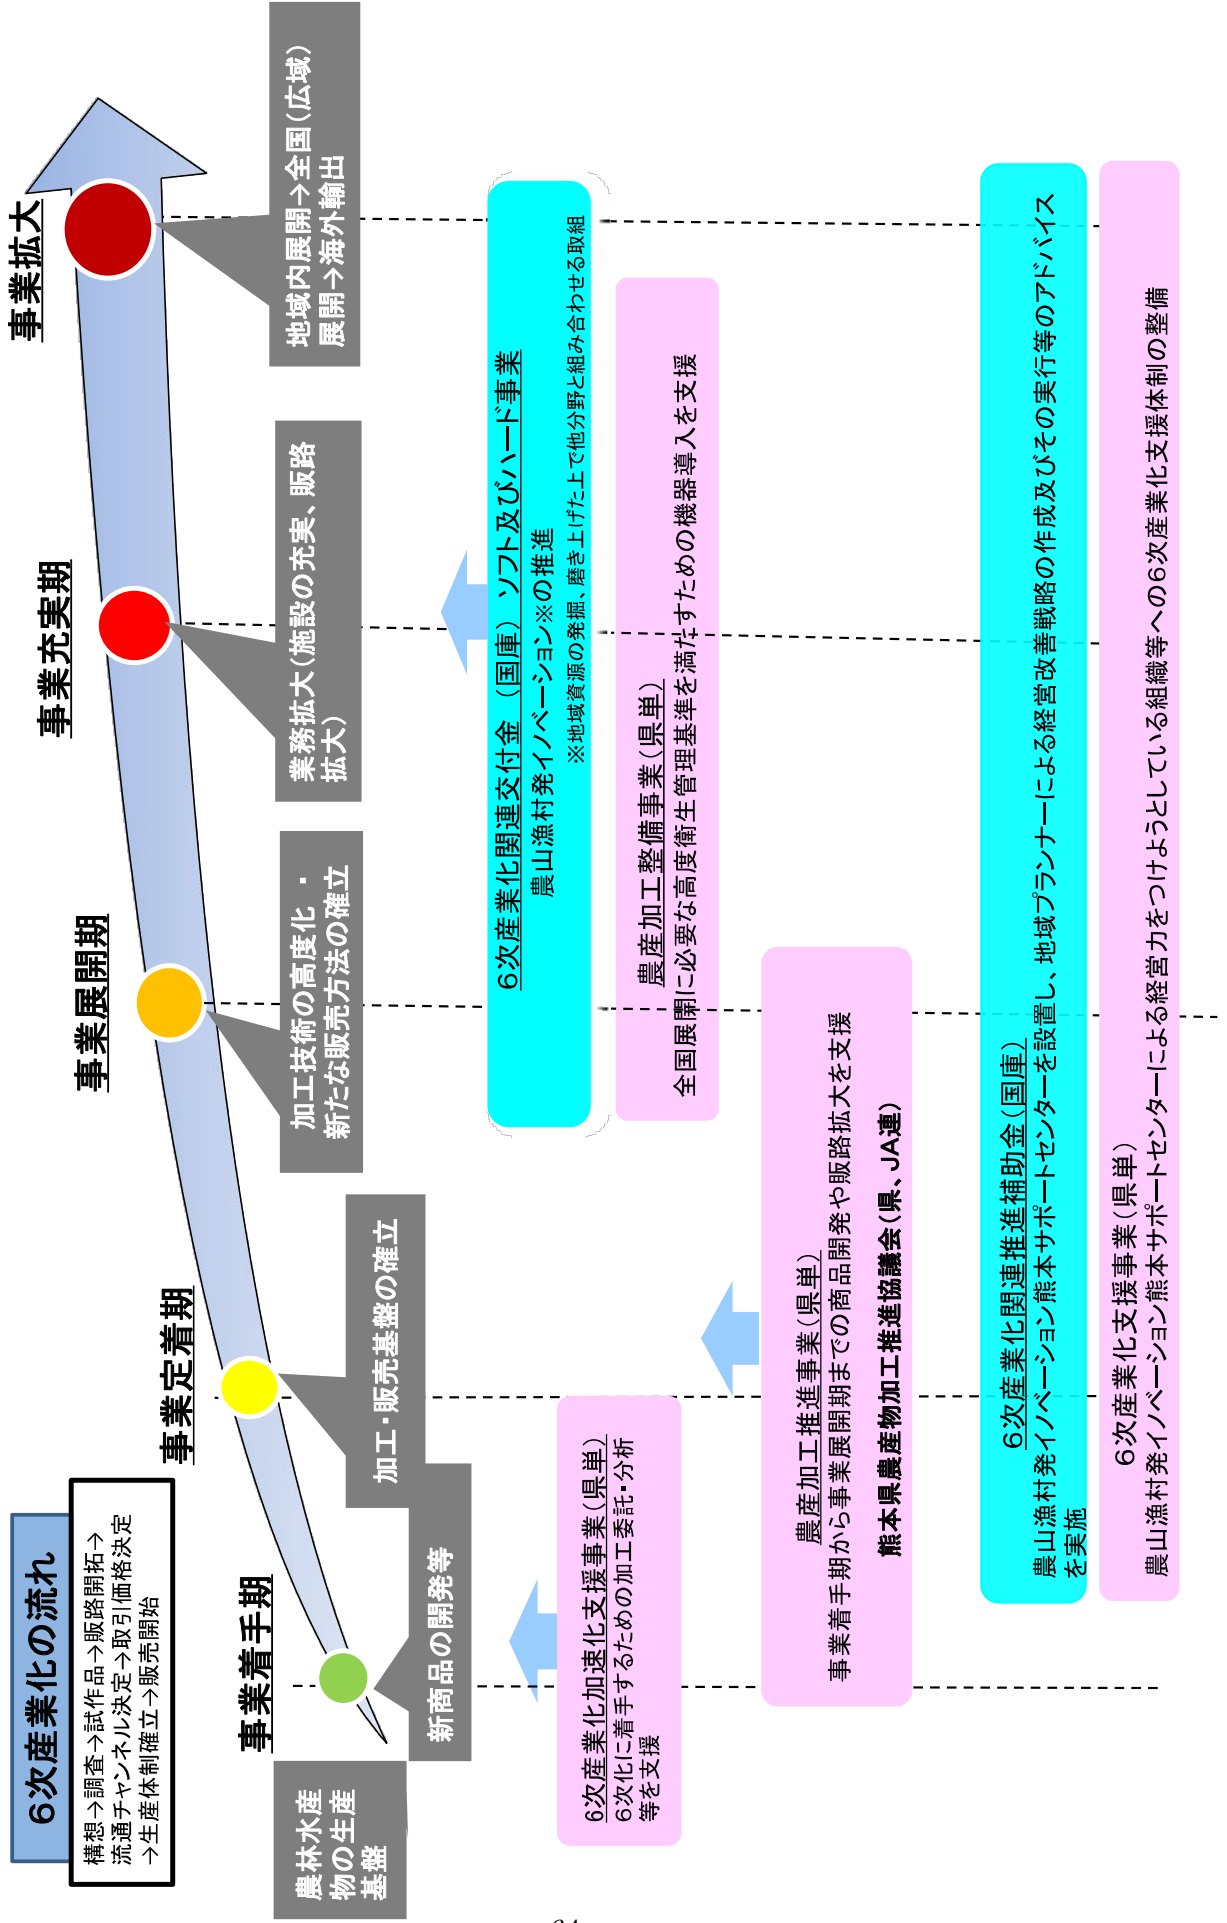 6次産業化の流れ
構想→調査→試作品→販路開拓→
流通チャンネル決定→取引価格決定
→生産体制確立→販売開始
事業着手期
事業定着期
事業展開期
事業充実期
事業拡大
農林水産
物の生産
基盤
新商品の開発等
加工・販売基盤の確立
加工技術の高度化・
新たな販売方法の確立
業務拡大(施設の充実、販路
拡大)
地域内展開→全国(広域)
展開→海外輸出
6次産業化関連交付金(国庫) ソフト及びハード事業
農山漁村発イノベーション※の推進
※地域資源の発掘、磨き上げた上で他分野と組み合わせる取組
6次産業化加速化支援事業(県単)
6次化に着手するための加工委託・分析
等を支援
農産加工整備事業(県単)
全国展開に必要な高度衛生管理基準を満たすための機器導入を支援
農産加工推進事業(県単)
事業着手期から事業展開期までの商品開発や販路拡大を支援
熊本県農産物加工推進協議会(県、JA連)
6次産業化関連推進補助金(国庫)
農山漁村発イノベーション熊本サポートセンターを設置し、地域プランナーによる経営改善戦略の作成及びその実行等のアドバイス
を実施
6次産業化支援事業(県単)
農山漁村発イノベーション熊本サポートセンターによる経営力をつけようとしている組織等への6次産業化支援体制の整備